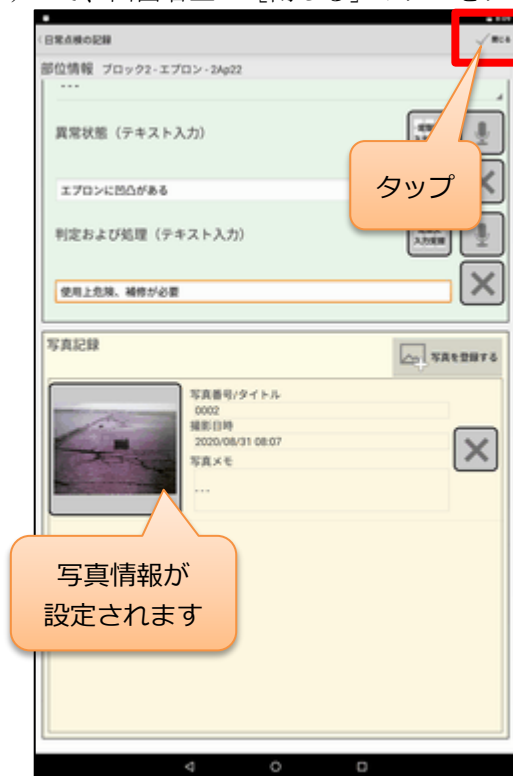 日常点検の記録
閉じる
部位情報 ブロック2-エプロン-2Ap22
---
異常状態（テキスト入力）
タップ
エプロンに凹凸がある
判定および処理（テキスト入力）
入力支援
使用上危険、補修が必要
写真記録
写真を登録する
写真番号/タイトル
0002
撮影日時
2020/08/31 08:07
写真メモ
---
写真情報が
設定されます